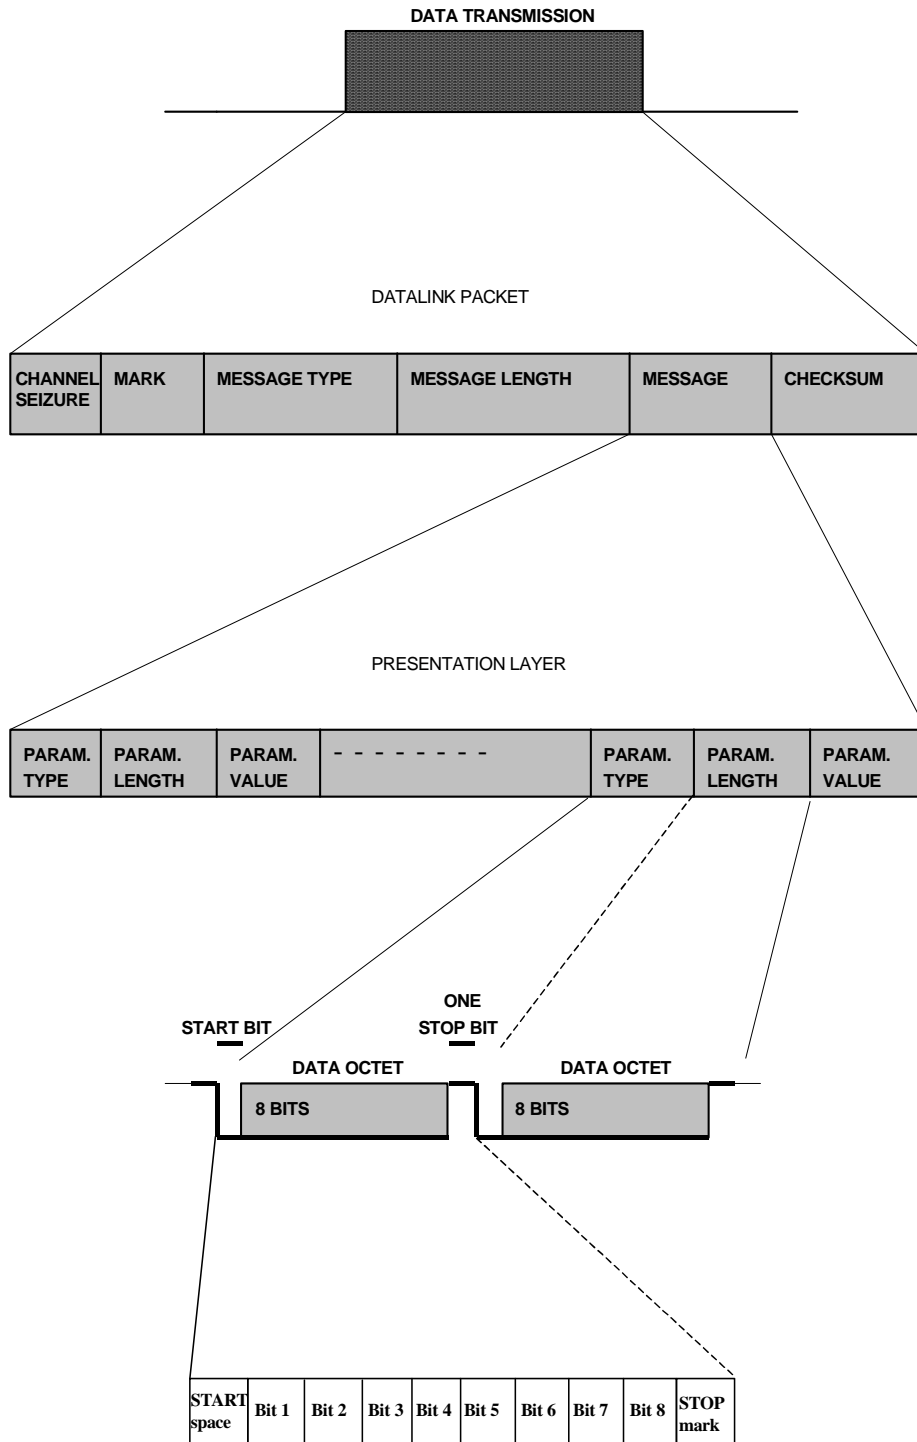 DATA TRANSMISSION
DATALINK PACKET
CHANNEL MARK MESSAGE TYPE MESSAGE LENGTH MESSAGE CHECKSUM
SEIZURE
PRESENTATION LAYER
PARAM. PARAM. PARAM. - - - - - - - - PARAM. PARAM. PARAM.
TYPE LENGTH VALUE TYPE LENGTH VALUE
ONE
START BIT STOP BIT
DATA OCTET DATA OCTET
8 BITS 8 BITS
START Bit 1 Bit 2 Bit 3 Bit 4 Bit 5 Bit 6 Bit 7 Bit 8 STOP
space mark